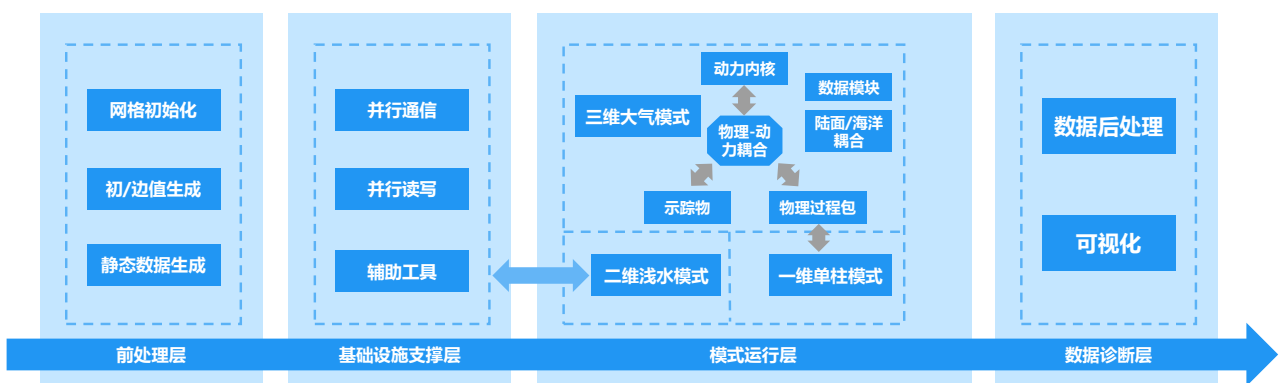 网格初始化
初/边值生成
静态数据生成
并行通信
并行读写
辅助工具
动力内核
三维大气模式
数据模块
物理-动
力耦合
陆面/海洋
耦合
示踪物
物理过程包
二维浅水模式
一维单柱模式
数据后处理
可视化
前处理层
基础设施支撑层
模式运行层
数据诊断层